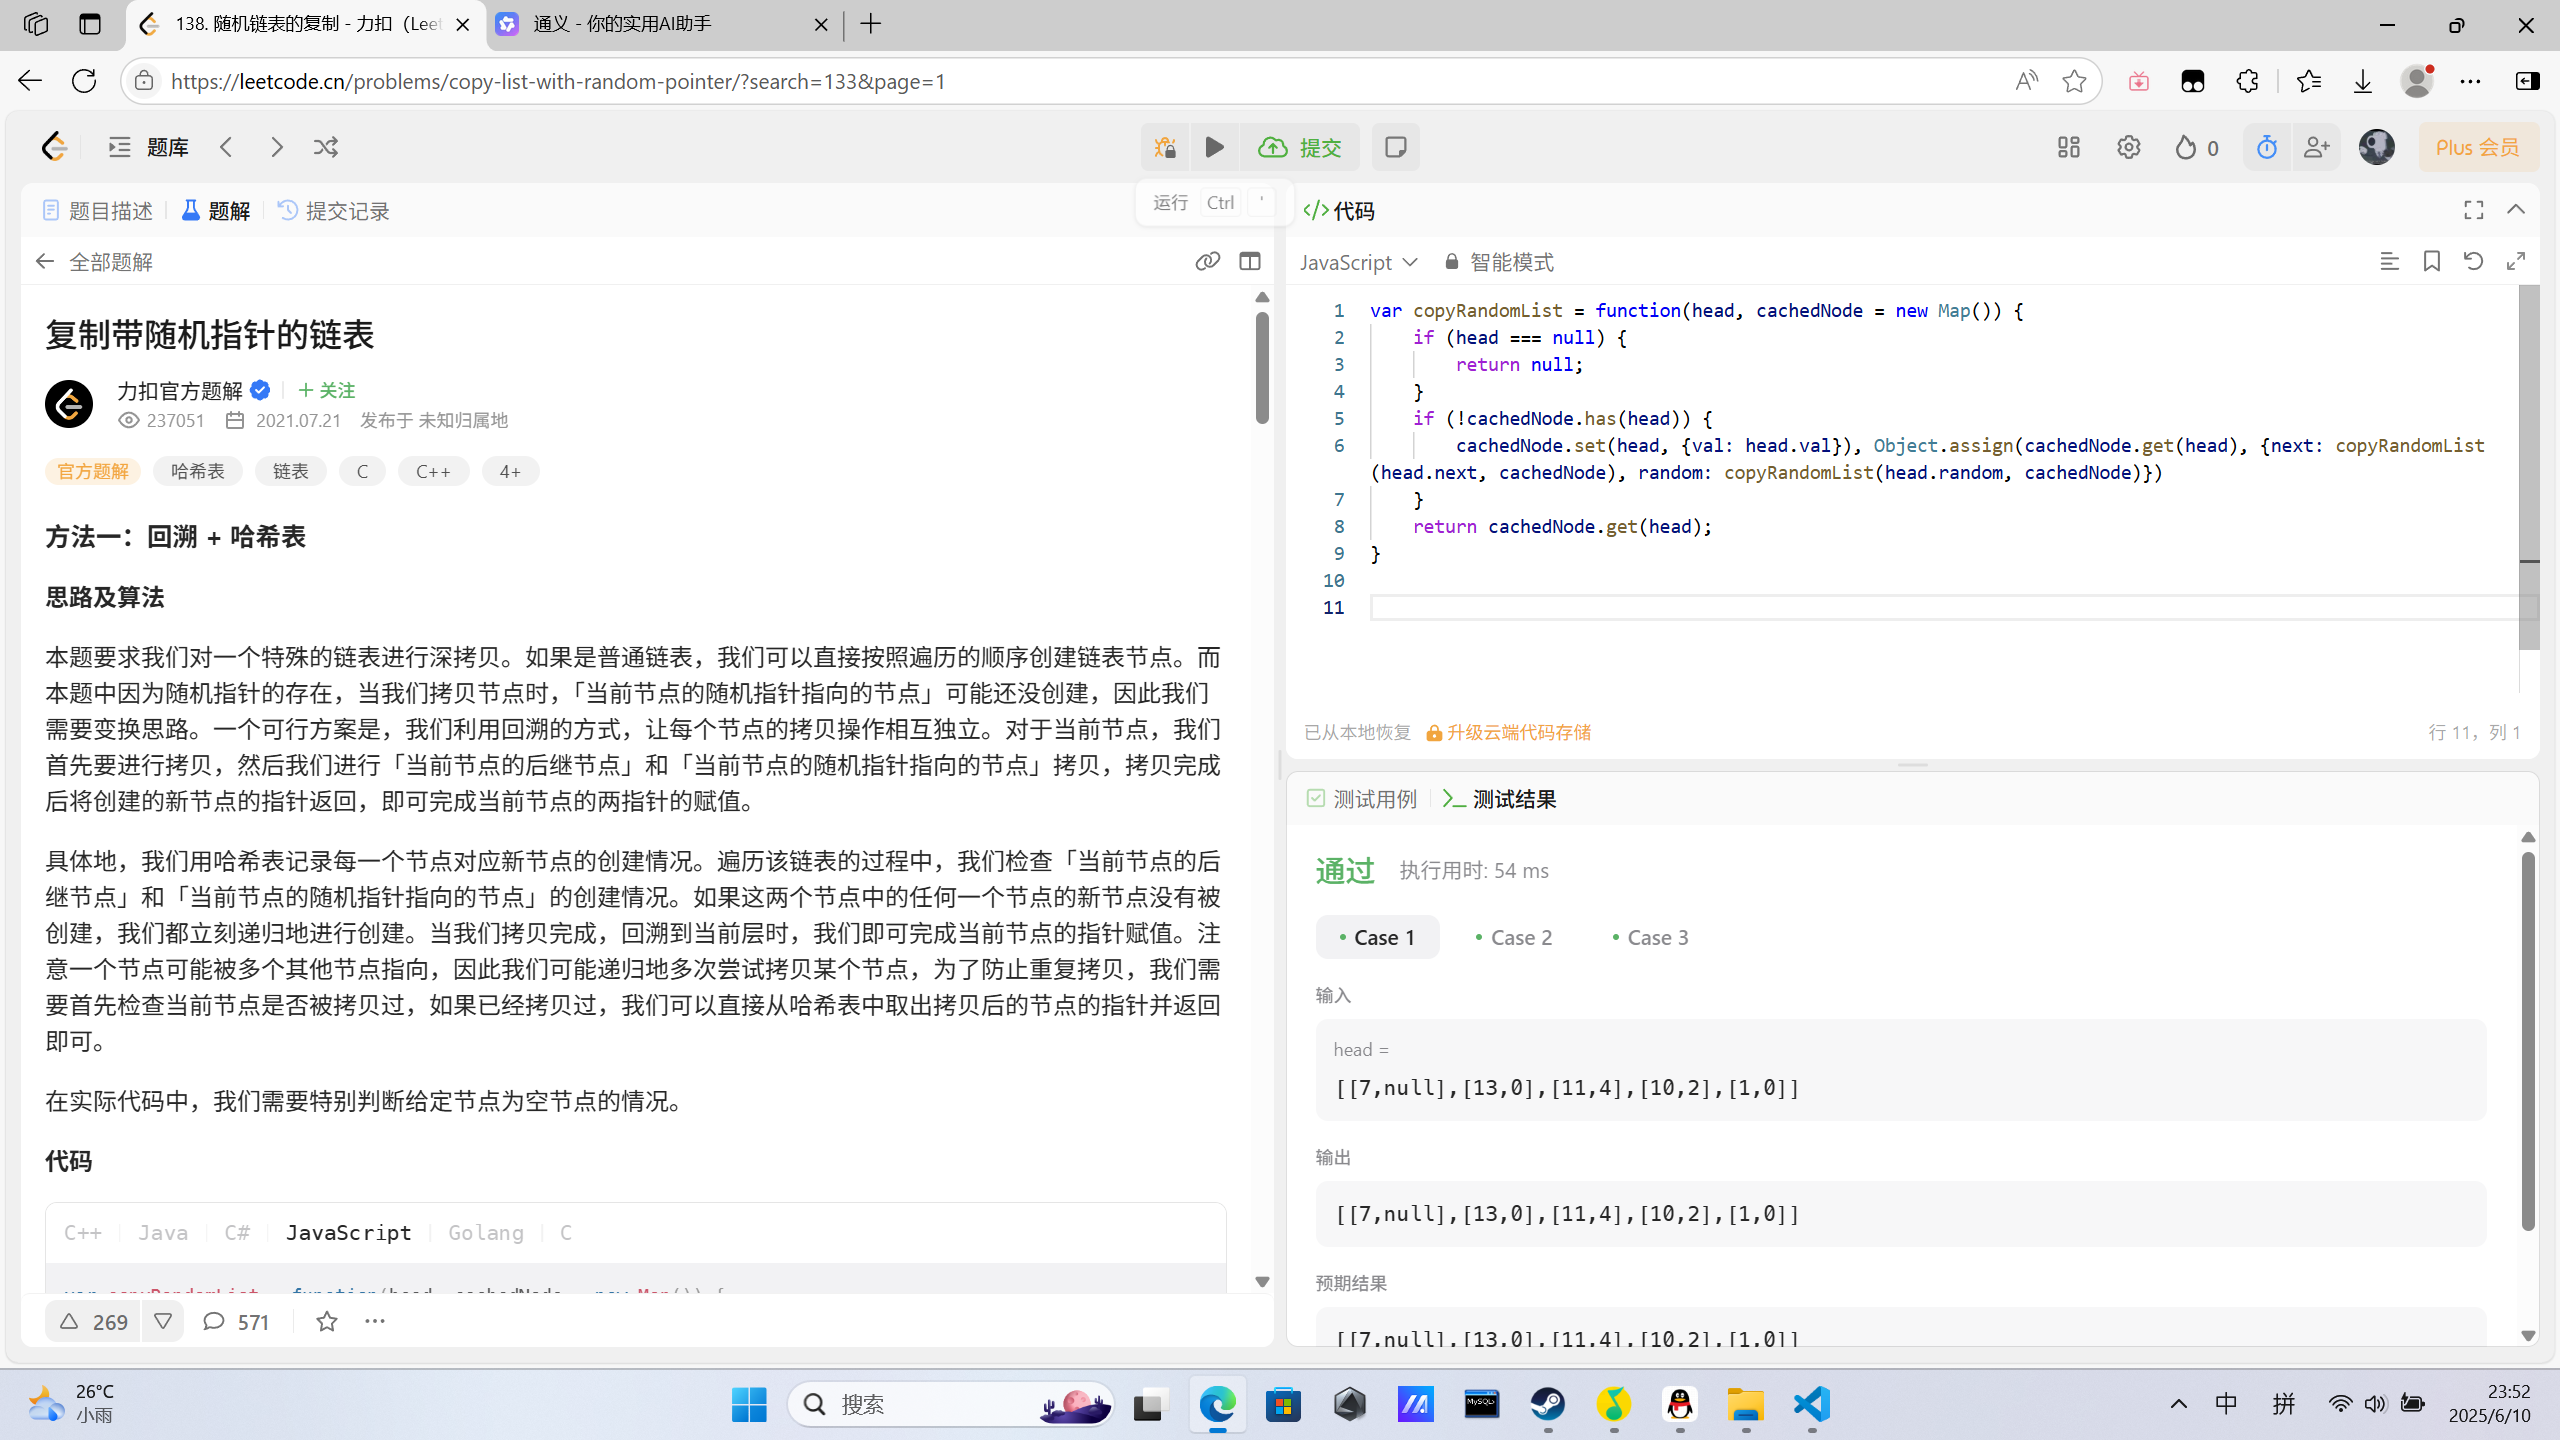 138. 随机链表的复制 - 力扣（Leet
通义 - 你的实用AI助手
https://leetcode.cn/problems/copy-list-with-random-pointer/?search=133&page=1
题库
提交
0
Plus 会员
题目描述
题解
提交记录
运行 Ctrl '
全部题解
复制带随机指针的链表
力扣官方题解
关注
237051 2021.07.21 发布于 未知归属地
官方题解 哈希表 链表 C C++ 4+
方法一：回溯 + 哈希表
思路及算法
本题要求我们对一个特殊的链表进行深拷贝。如果是普通链表，我们可以直接按照遍历的顺序创建链表节点。而
本题中因为随机指针的存在，当我们拷贝节点时，「当前节点的随机指针指向的节点」可能还没创建，因此我们
需要变换思路。一个可行方案是，我们利用回溯的方式，让每个节点的拷贝操作相互独立。对于当前节点，我们
首先要进行拷贝，然后我们进行「当前节点的后继节点」和「当前节点的随机指针指向的节点」拷贝，拷贝完成
后将创建的新节点的指针返回，即可完成当前节点的两指针的赋值。
具体地，我们用哈希表记录每一个节点对应新节点的创建情况。遍历该链表的过程中，我们检查「当前节点的后
继节点」和「当前节点的随机指针指向的节点」的创建情况。如果这两个节点中的任何一个节点的新节点没有被
创建，我们都立刻递归地进行创建。当我们拷贝完成，回溯到当前层时，我们即可完成当前节点的指针赋值。注
意一个节点可能被多个其他节点指向，因此我们可能递归地多次尝试拷贝某个节点，为了防止重复拷贝，我们需
要首先检查当前节点是否被拷贝过，如果已经拷贝过，我们可以直接从哈希表中取出拷贝后的节点的指针并返回
即可。
在实际代码中，我们需要特别判断给定节点为空节点的情况。
代码
C++ Java C# JavaScript Golang C
var copyRandomList = function(head, cachedNode = new Map()) {
269 571
代码
JavaScript 智能模式
1 var copyRandomList = function(head, cachedNode = new Map()) {
2 if (head === null) {
3 return null;
4 }
5 if (!cachedNode.has(head)) {
6 cachedNode.set(head, {val: head.val}), Object.assign(cachedNode.get(head), {next: copyRandomList
(head.next, cachedNode), random: copyRandomList(head.random, cachedNode)})
7 }
8 return cachedNode.get(head);
9 }
10
11
已从本地恢复 升级云端代码存储 行 11，列 1
测试用例 测试结果
通过 执行用时: 54 ms
Case 1 Case 2 Case 3
输入
head =
[[7,null],[13,0],[11,4],[10,2],[1,0]]
输出
[[7,null],[13,0],[11,4],[10,2],[1,0]]
预期结果
[[7,null],[13,0],[11,4],[10,2],[1,0]]
26°C
小雨
搜索
MySQL
中 拼
23:52
2025/6/10